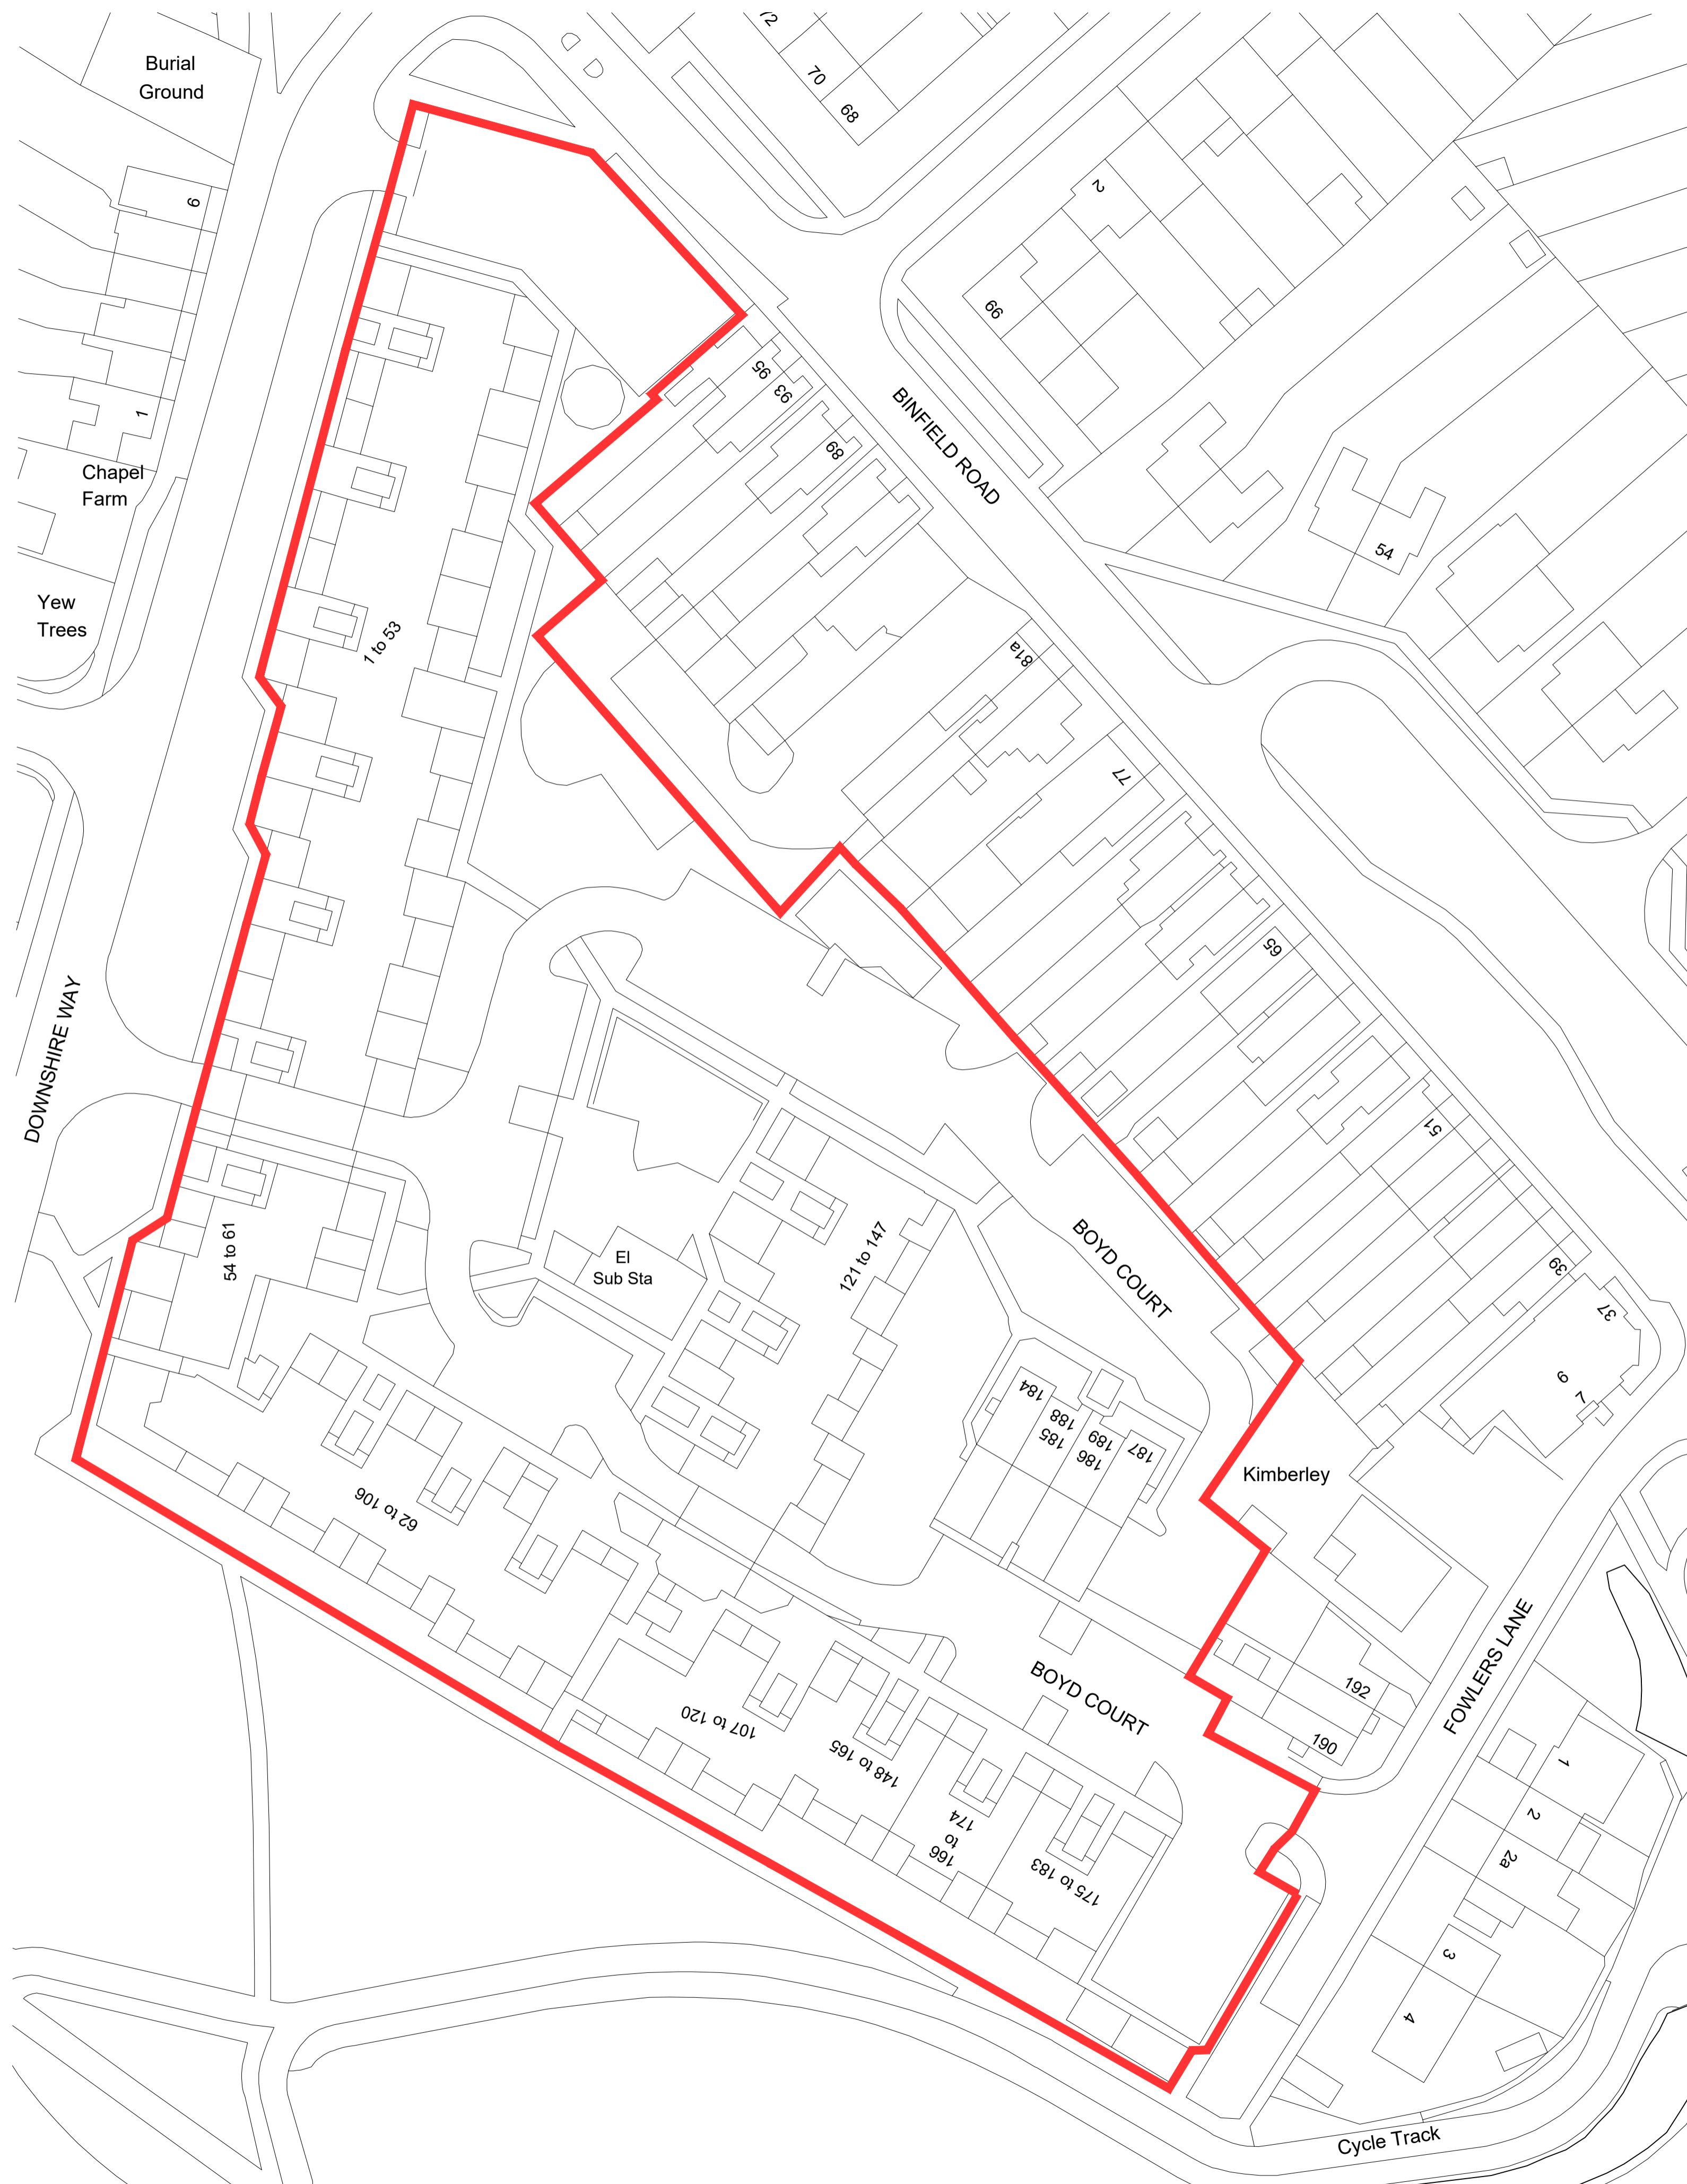 Burial
Ground
72
70
68
6
2
66
1
95
93
89
BINFIELD ROAD
Chapel
Farm
54
Yew
Trees
1 to 53
81a
77
65
DOWNSHIRE WAY
51
54 to 61
El
Sub Sta
121 to 147
BOYD COURT
39
37
7
184
188
185
189
186
187
Kimberley
62 to 106
FOWLERS LANE
192
190
BOYD COURT
107 to 120
148 to 165
166
to
174
175 to 183
1
2
2a
3
4
Cycle Track